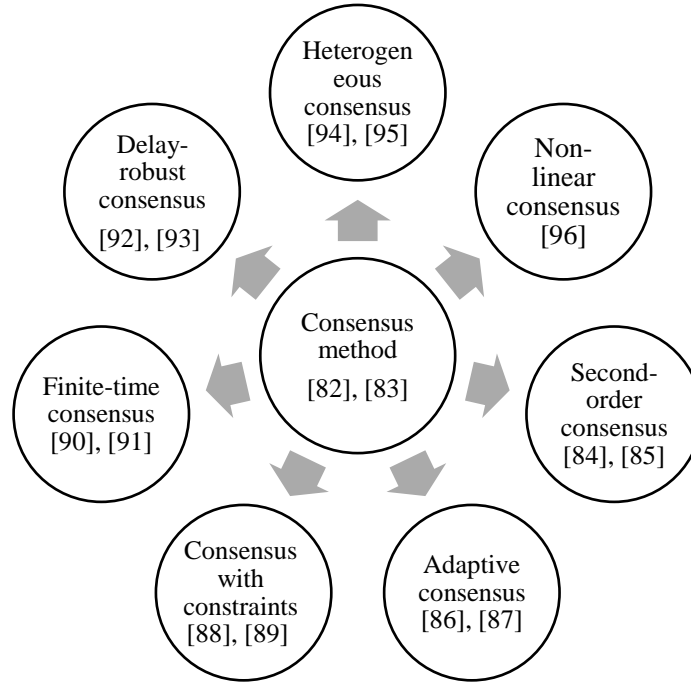 Heterogen
eous
consensus
[94], [95]
Delay-
robust
consensus
[92], [93]
Non-
linear
consensus
[96]
Consensus
method
[82], [83]
Finite-time
consensus
[90], [91]
Second-
order
consensus
[84], [85]
Consensus
with
constraints
[88], [89]
Adaptive
consensus
[86], [87]